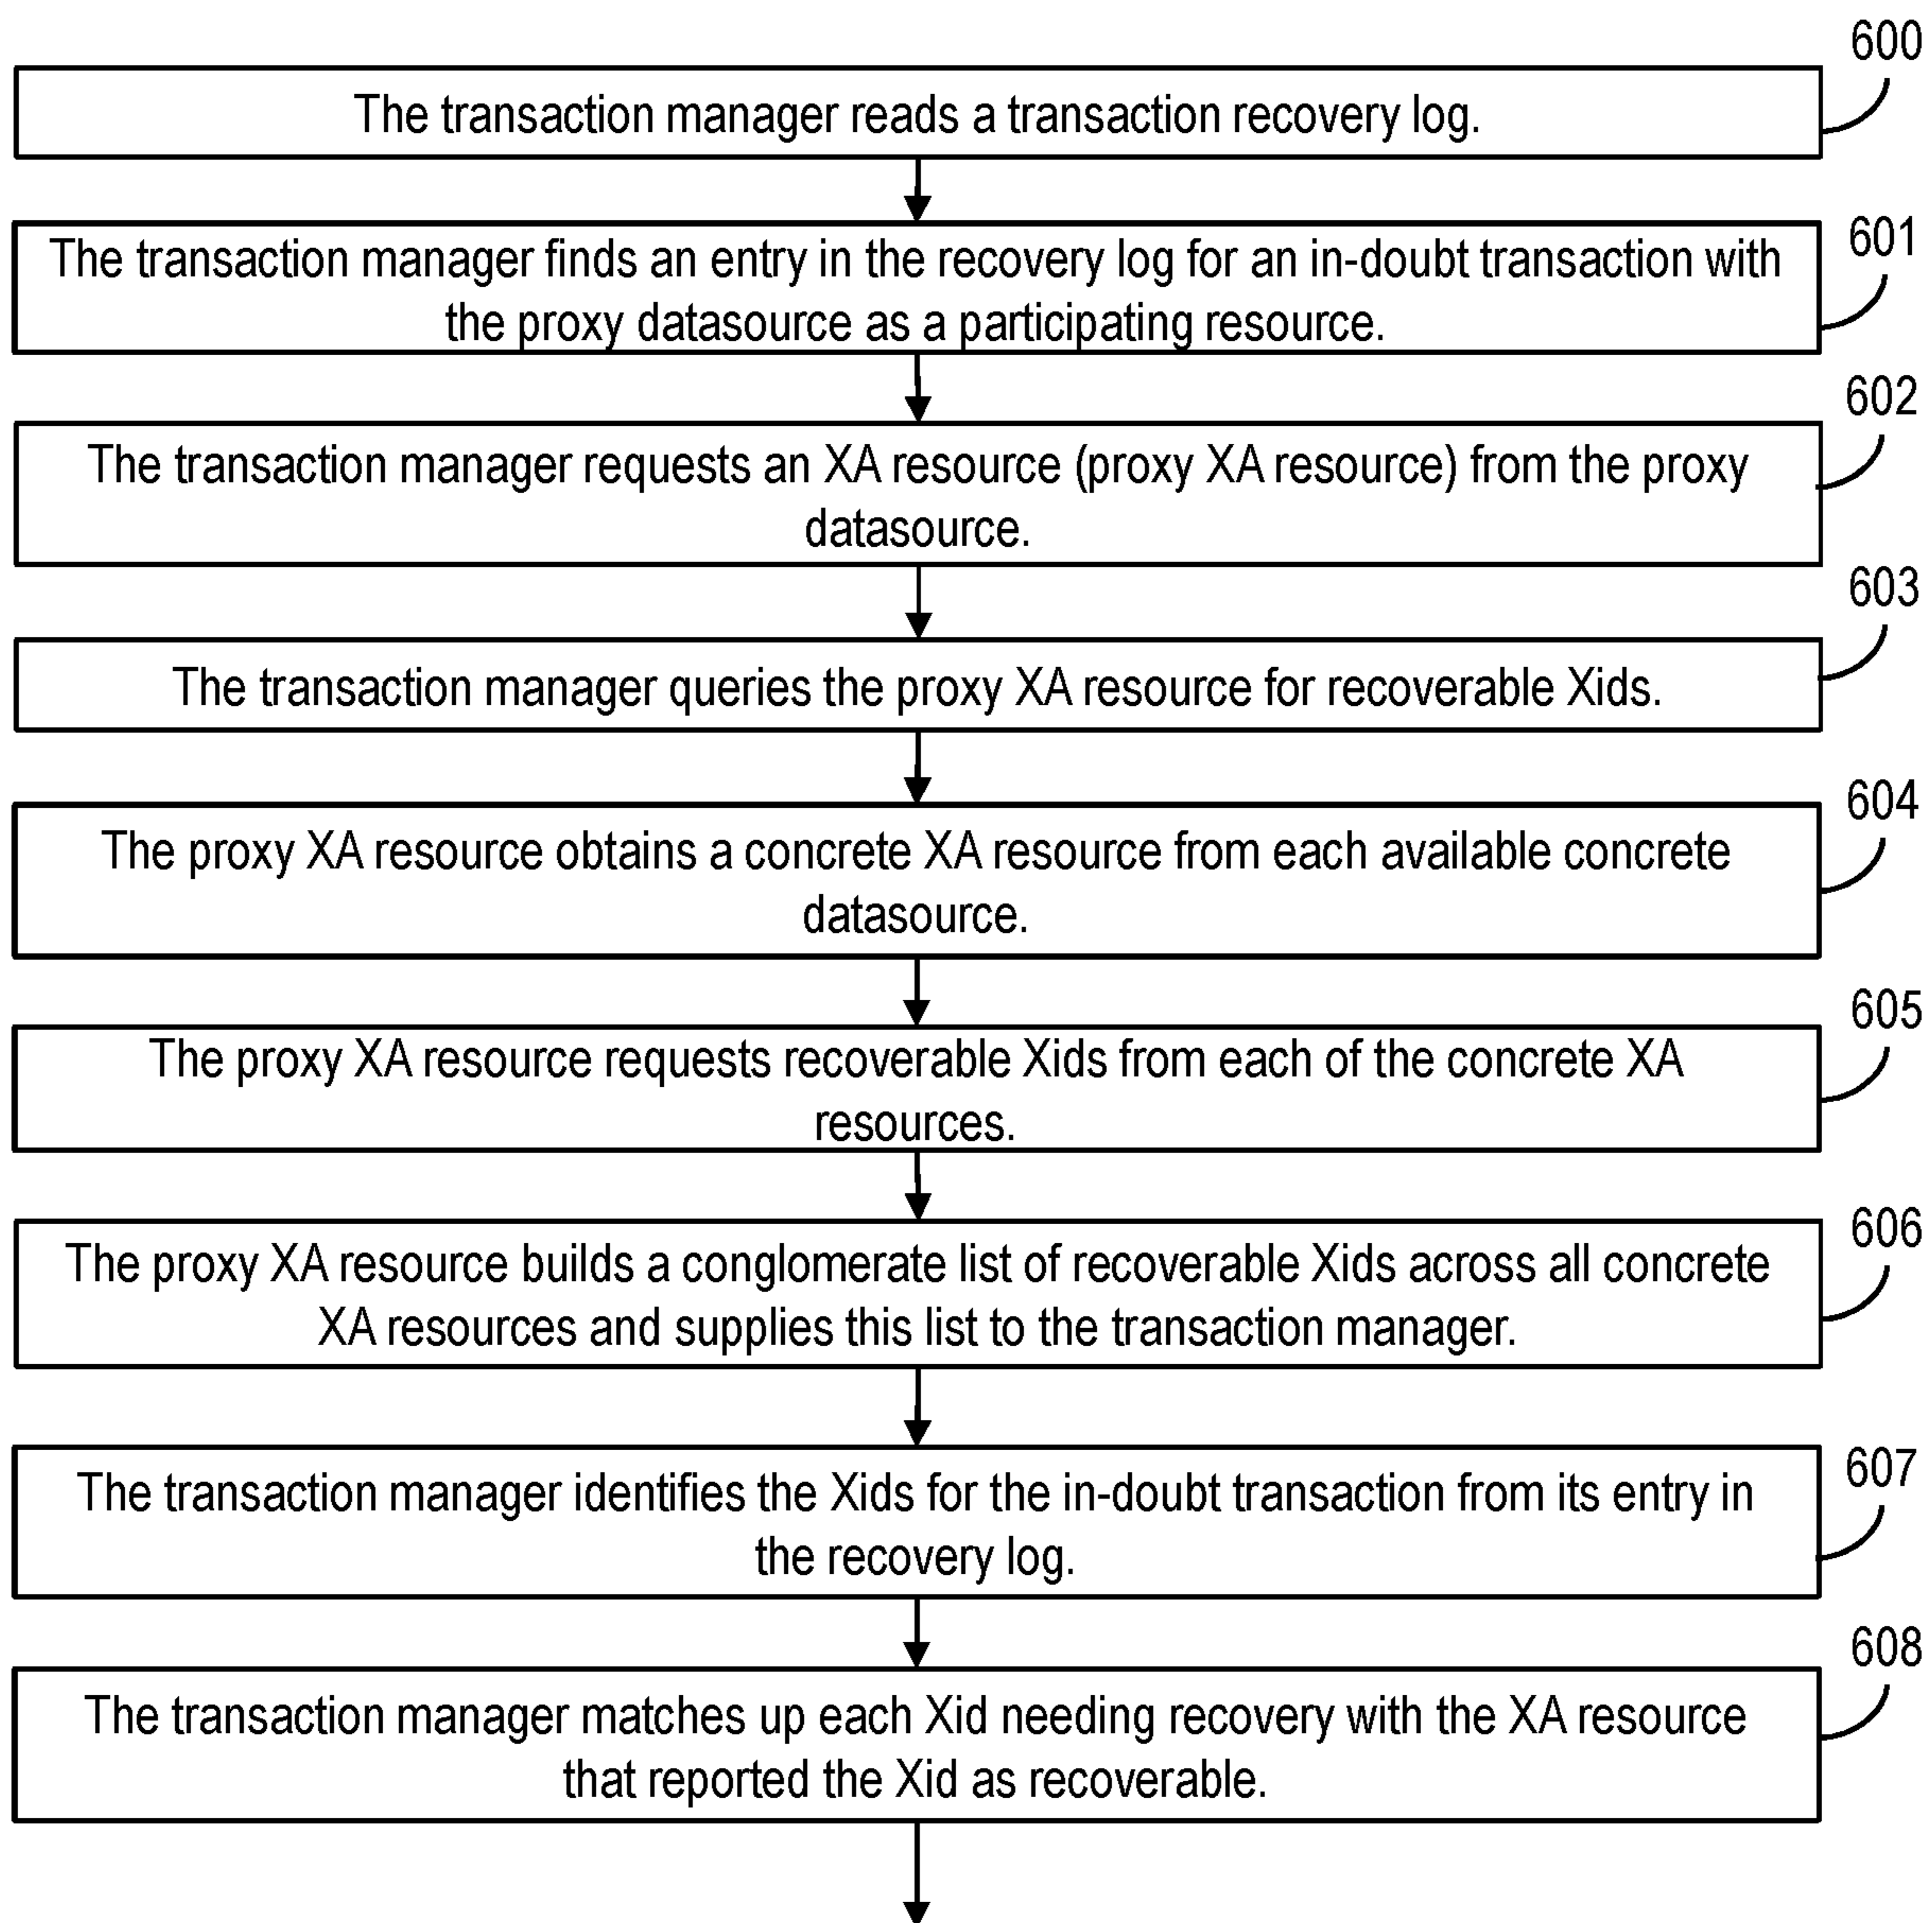 600
The transaction manager reads a transaction recovery log.
601
The transaction manager finds an entry in the recovery log for an in-doubt transaction with
the proxy datasource as a participating resource.
602
The transaction manager requests an XA resource (proxy XA resource) from the proxy
datasource.
603
The transaction manager queries the proxy XA resource for recoverable Xids.
604
The proxy XA resource obtains a concrete XA resource from each available concrete
datasource.
605
The proxy XA resource requests recoverable Xids from each of the concrete XA
resources.
606
The proxy XA resource builds a conglomerate list of recoverable Xids across all concrete
XA resources and supplies this list to the transaction manager.
607
The transaction manager identifies the Xids for the in-doubt transaction from its entry in
the recovery log.
608
The transaction manager matches up each Xid needing recovery with the XA resource
that reported the Xid as recoverable.